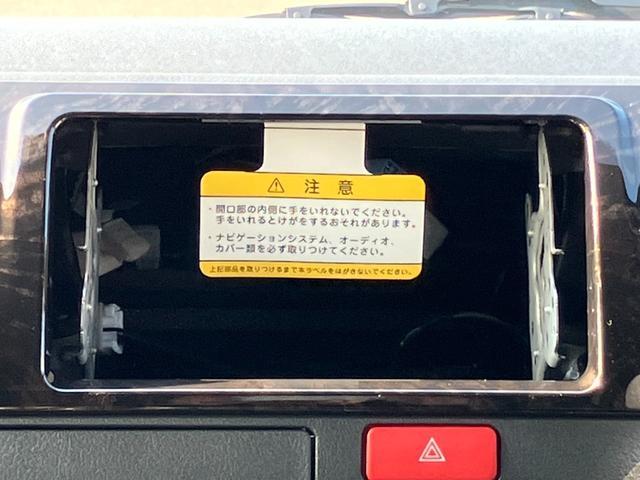 注意
・開口部の内側に手をいれないでください。
手をいれるとけがをするおそれがあります。
・ナビゲーションシステム、オーディオ、
カバー類を必ず取りつけてください。
上記部品を取りつけるまで本ラベルをはがさないでください。